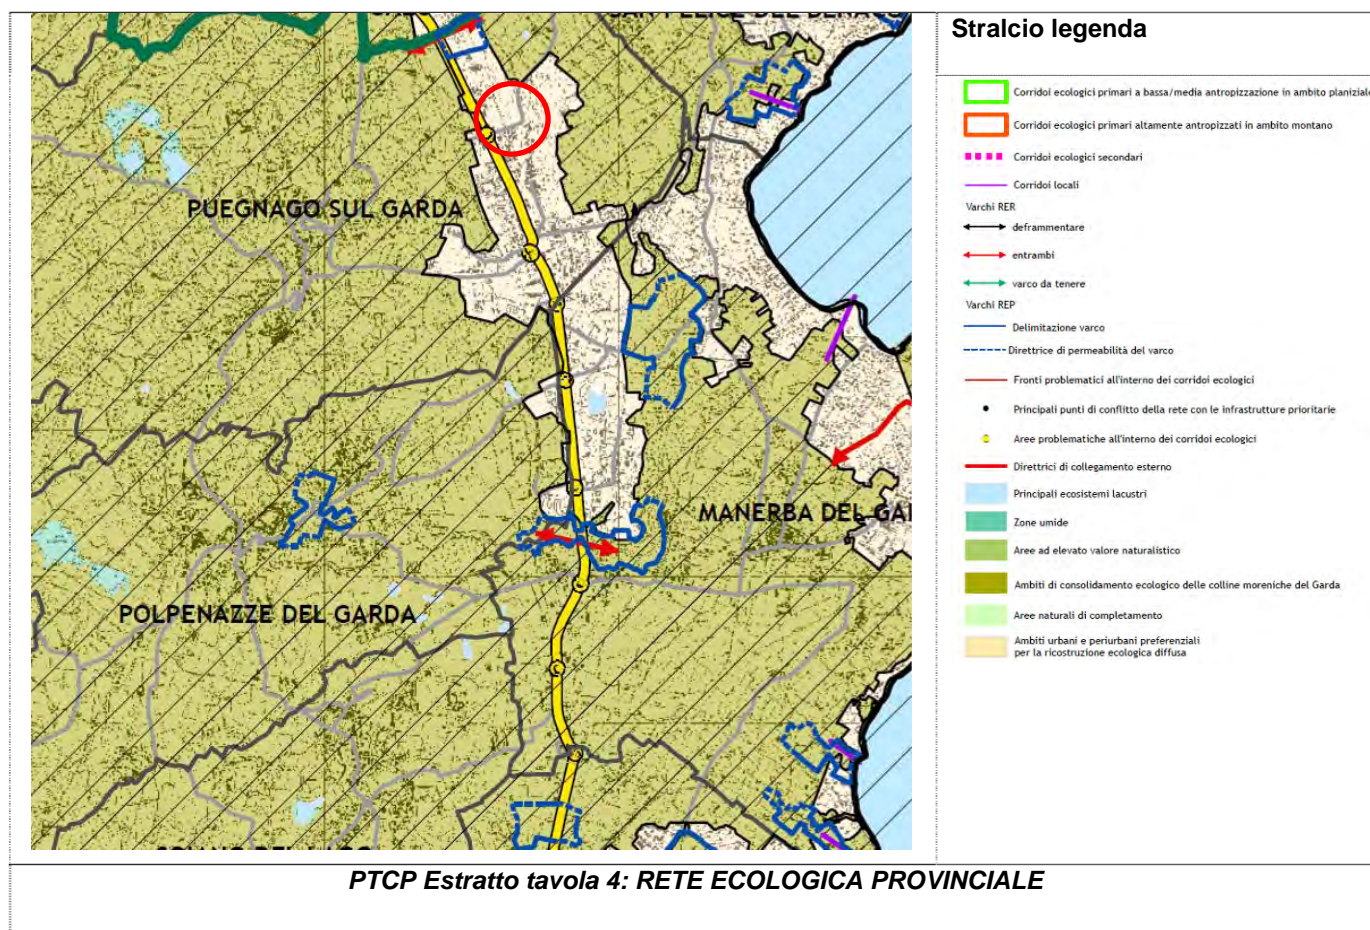 Stralcio legenda
Corridoi ecologici primari a bassa/media antropizzazione in ambito planiziale
Corridoi ecologici primari altamente antropizzati in ambito montano
Corridoi ecologici secondari
Corridoi locali
Varchi RER
deframmentare
entrambi
varco da tenere
Varchi REP
Delimitazione varco
Direttrice di permeabilità del varco
Fronti problematici all'interno dei corridoi ecologici
Principali punti di conflitto della rete con le infrastrutture prioritarie
Aree problematiche all'interno dei corridoi ecologici
Direttrici di collegamento esterno
Principali ecosistemi lacustri
Zone umide
Aree ad elevato valore naturalistico
Ambiti di consolidamento ecologico delle colline moreniche del Garda
Aree naturali di completamento
Ambiti urbani e periurbani preferenziali
per la ricostruzione ecologica diffusa
PUEGNAGO SUL GARDA
MANERBA DEL GA
POLPENAZZE DEL GARDA
PTCP Estratto tavola 4: RETE ECOLOGICA PROVINCIALE